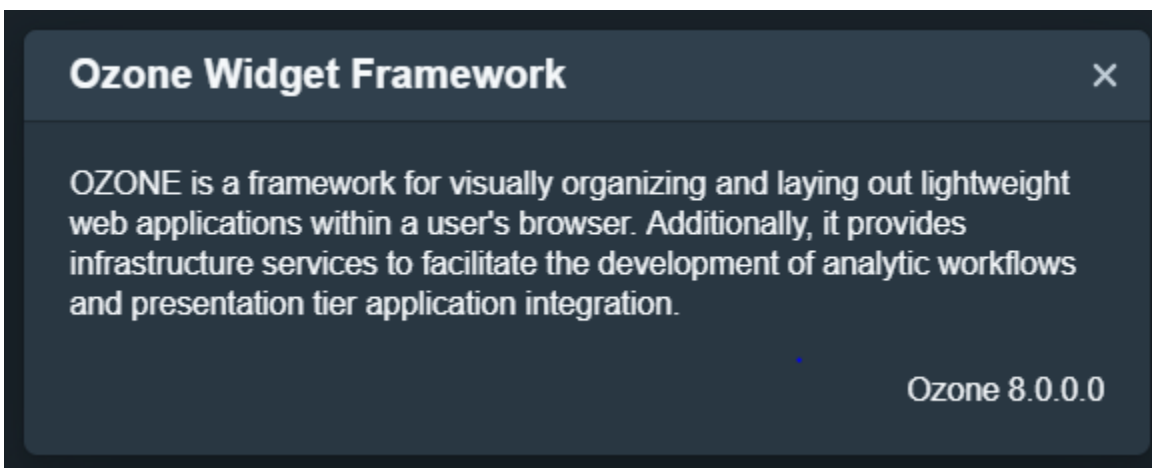 Ozone Widget Framework
OZONE is a framework for visually organizing and laying out lightweight
web applications within a user's browser. Additionally, it provides
infrastructure services to facilitate the development of analytic workflows
and presentation tier application integration.
Ozone 8.0.0.0